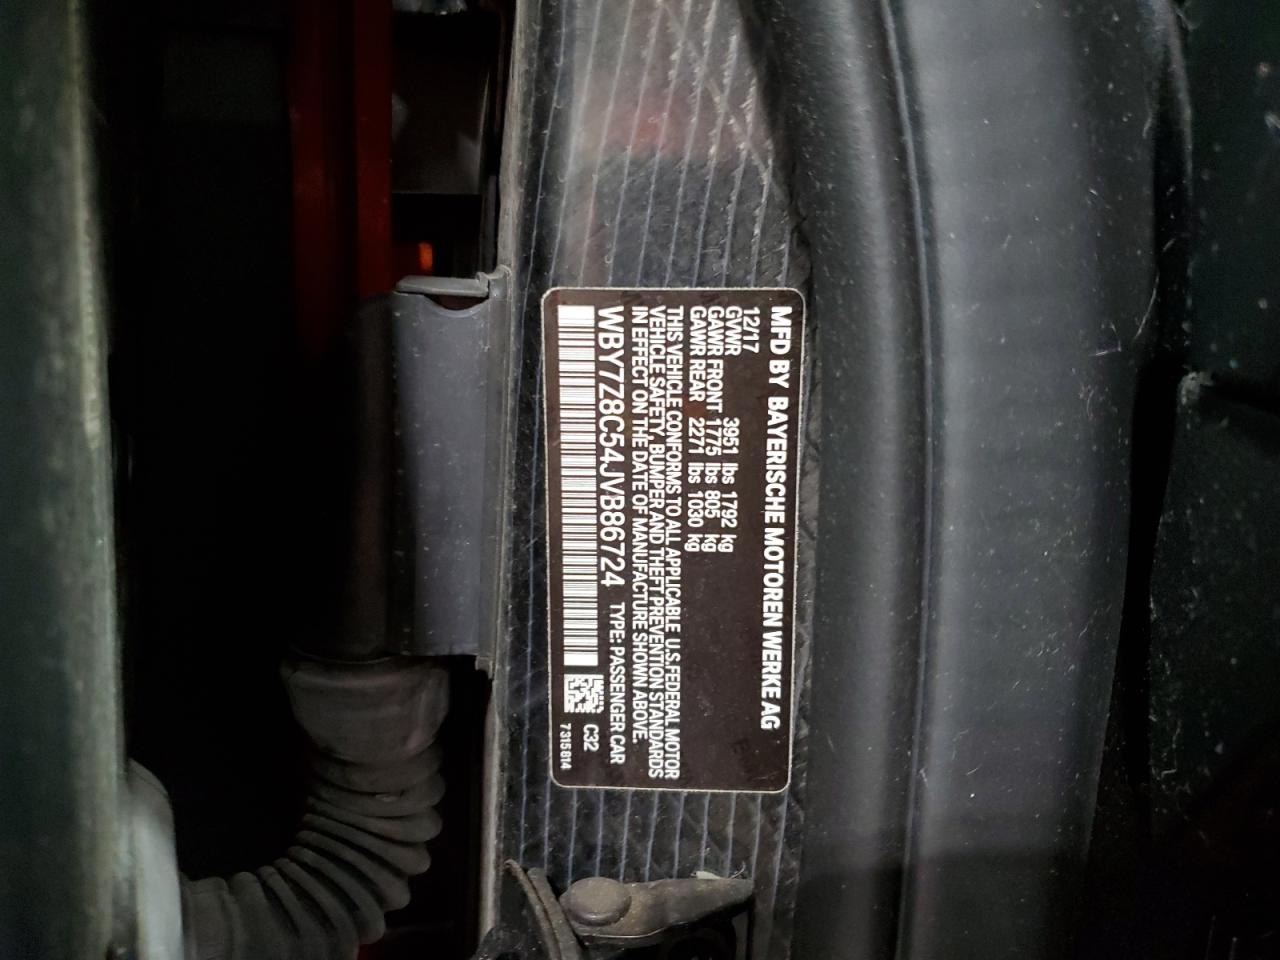 MFD BY BAYERISCHE MOTOREN WERKE AG
12/17
GVWR 3951 lbs 1792 kg
GAWR FRONT 1775 lbs 805 kg
GAWR REAR 2271 lbs 1030 kg
THIS VEHICLE CONFORMS TO ALL APPLICABLE U.S.FEDERAL MOTOR
VEHICLE SAFETY, BUMPER AND THEFT PREVENTION STANDARDS
IN EFFECT ON THE DATE OF MANUFACTURE SHOWN ABOVE.
WBY7Z8C54JVB86724 TYPE: PASSENGER CAR
C32
7315614